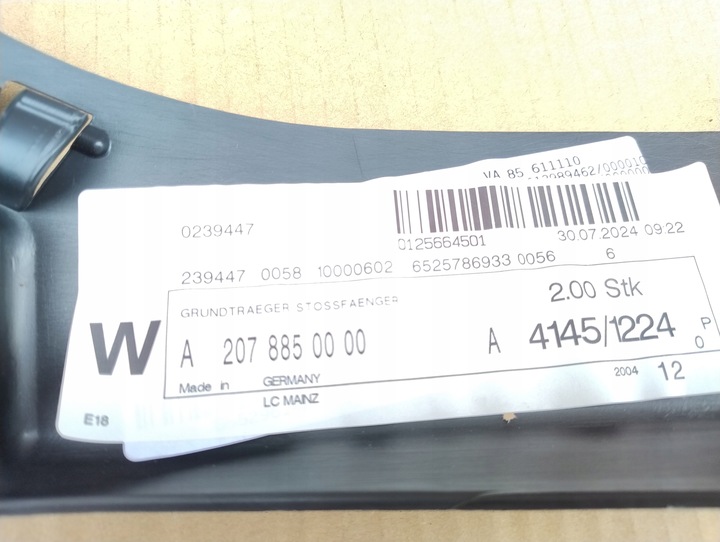 VA 85 611110
0239447
0125664501
30.07.2024 09:22
239447 0058 10000602 6525786933 0056 6
GRUNDTRAEGER STOSSFAENGER
2.00 Stk
W
A 207 885 00 00
A 4145/1224 P
0
Made in GERMANY
2004 12
LC MAINZ
E18